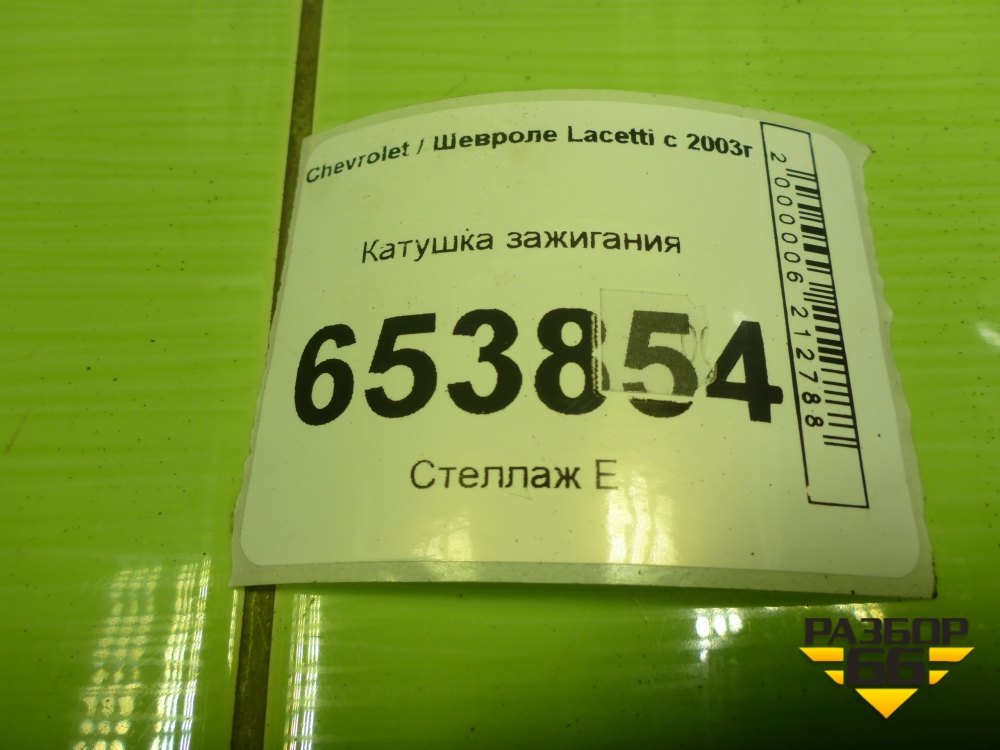 Chevrolet / Шевроле Lacetti с 2003г
Катушка зажигания
653854
Стеллаж Е
2000006212788
РАЗБОР
66